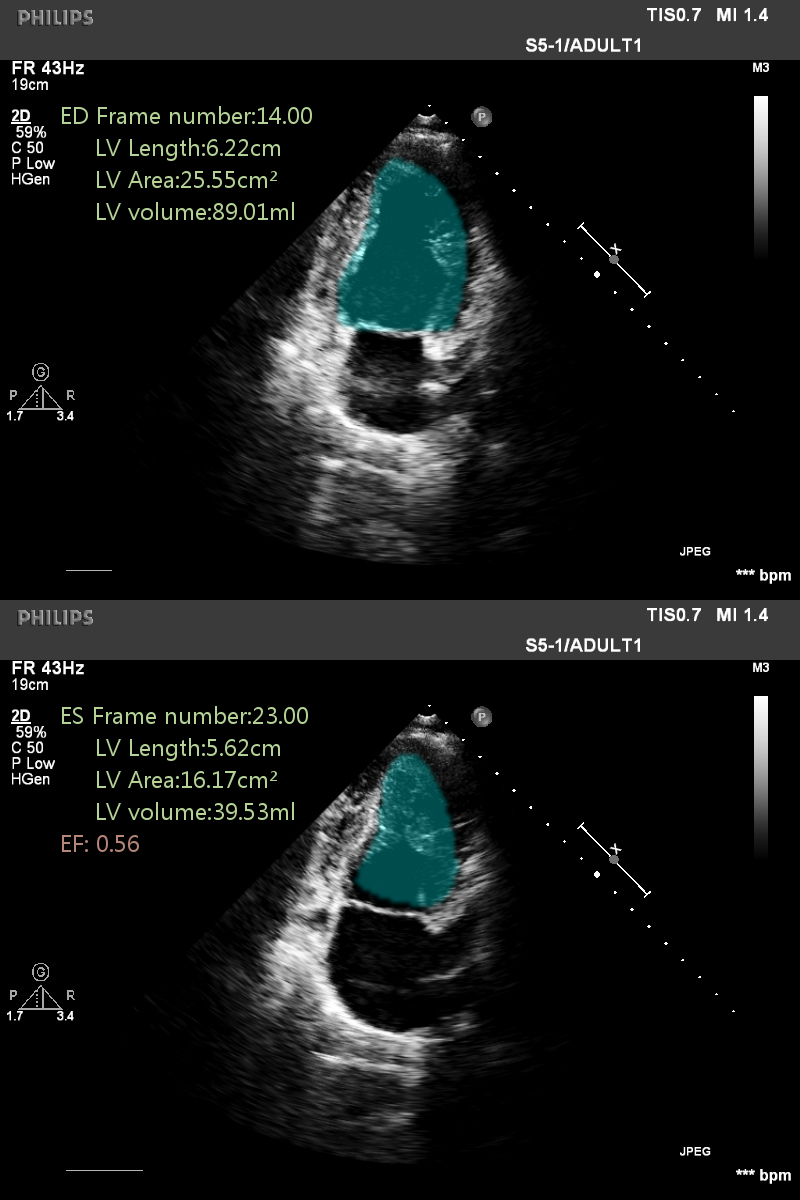 PHILIPS
TIS0.7 MI 1.4
S5-1/ADULT1
FR 43Hz
19cm
M3
2D
59%
C 50
P Low
HGen
ED Frame number:14.00
LV Length:6.22cm
LV Area:25.55cm²
LV volume:89.01ml
P
G
P R
1.7 3.4
JPEG
*** bpm
PHILIPS
TIS0.7 MI 1.4
S5-1/ADULT1
FR 43Hz
19cm
M3
2D
59%
C 50
P Low
HGen
ES Frame number:23.00
LV Length:5.62cm
LV Area:16.17cm²
LV volume:39.53ml
EF: 0.56
P
G
P R
1.7 3.4
JPEG
*** bpm